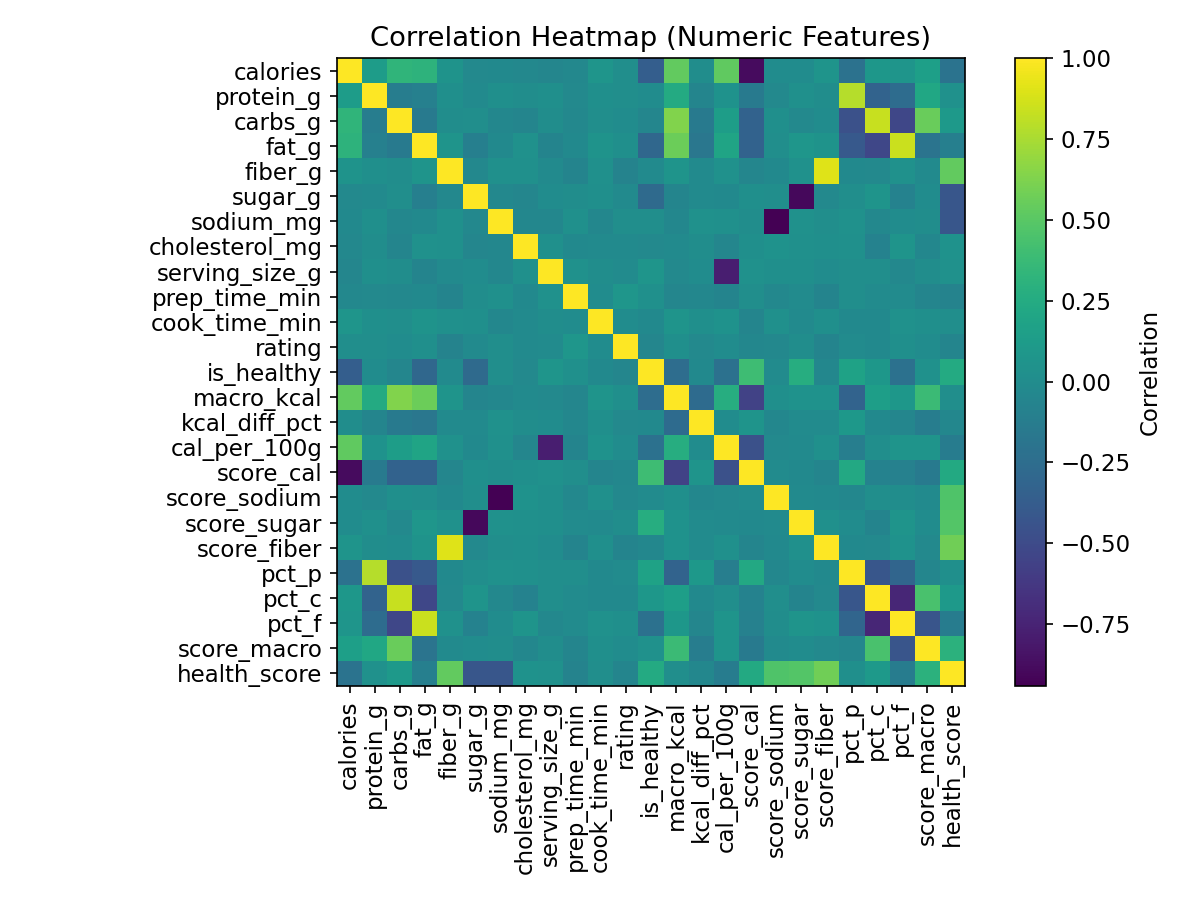 Correlation Heatmap (Numeric Features)
calories
protein_g
carbs_g
fat_g
fiber_g
sugar_g
sodium_mg
cholesterol_mg
serving_size_g
prep_time_min
cook_time_min
rating
is_healthy
macro_kcal
kcal_diff_pct
cal_per_100g
score_cal
score_sodium
score_sugar
score_fiber
pct_p
pct_c
pct_f
score_macro
health_score
calories
protein_g
carbs_g
fat_g
fiber_g
sugar_g
sodium_mg
cholesterol_mg
serving_size_g
prep_time_min
cook_time_min
rating
is_healthy
macro_kcal
kcal_diff_pct
cal_per_100g
score_cal
score_sodium
score_sugar
score_fiber
pct_p
pct_c
pct_f
score_macro
health_score
1.00
0.75
0.50
0.25
0.00
−0.25
−0.50
−0.75
Correlation